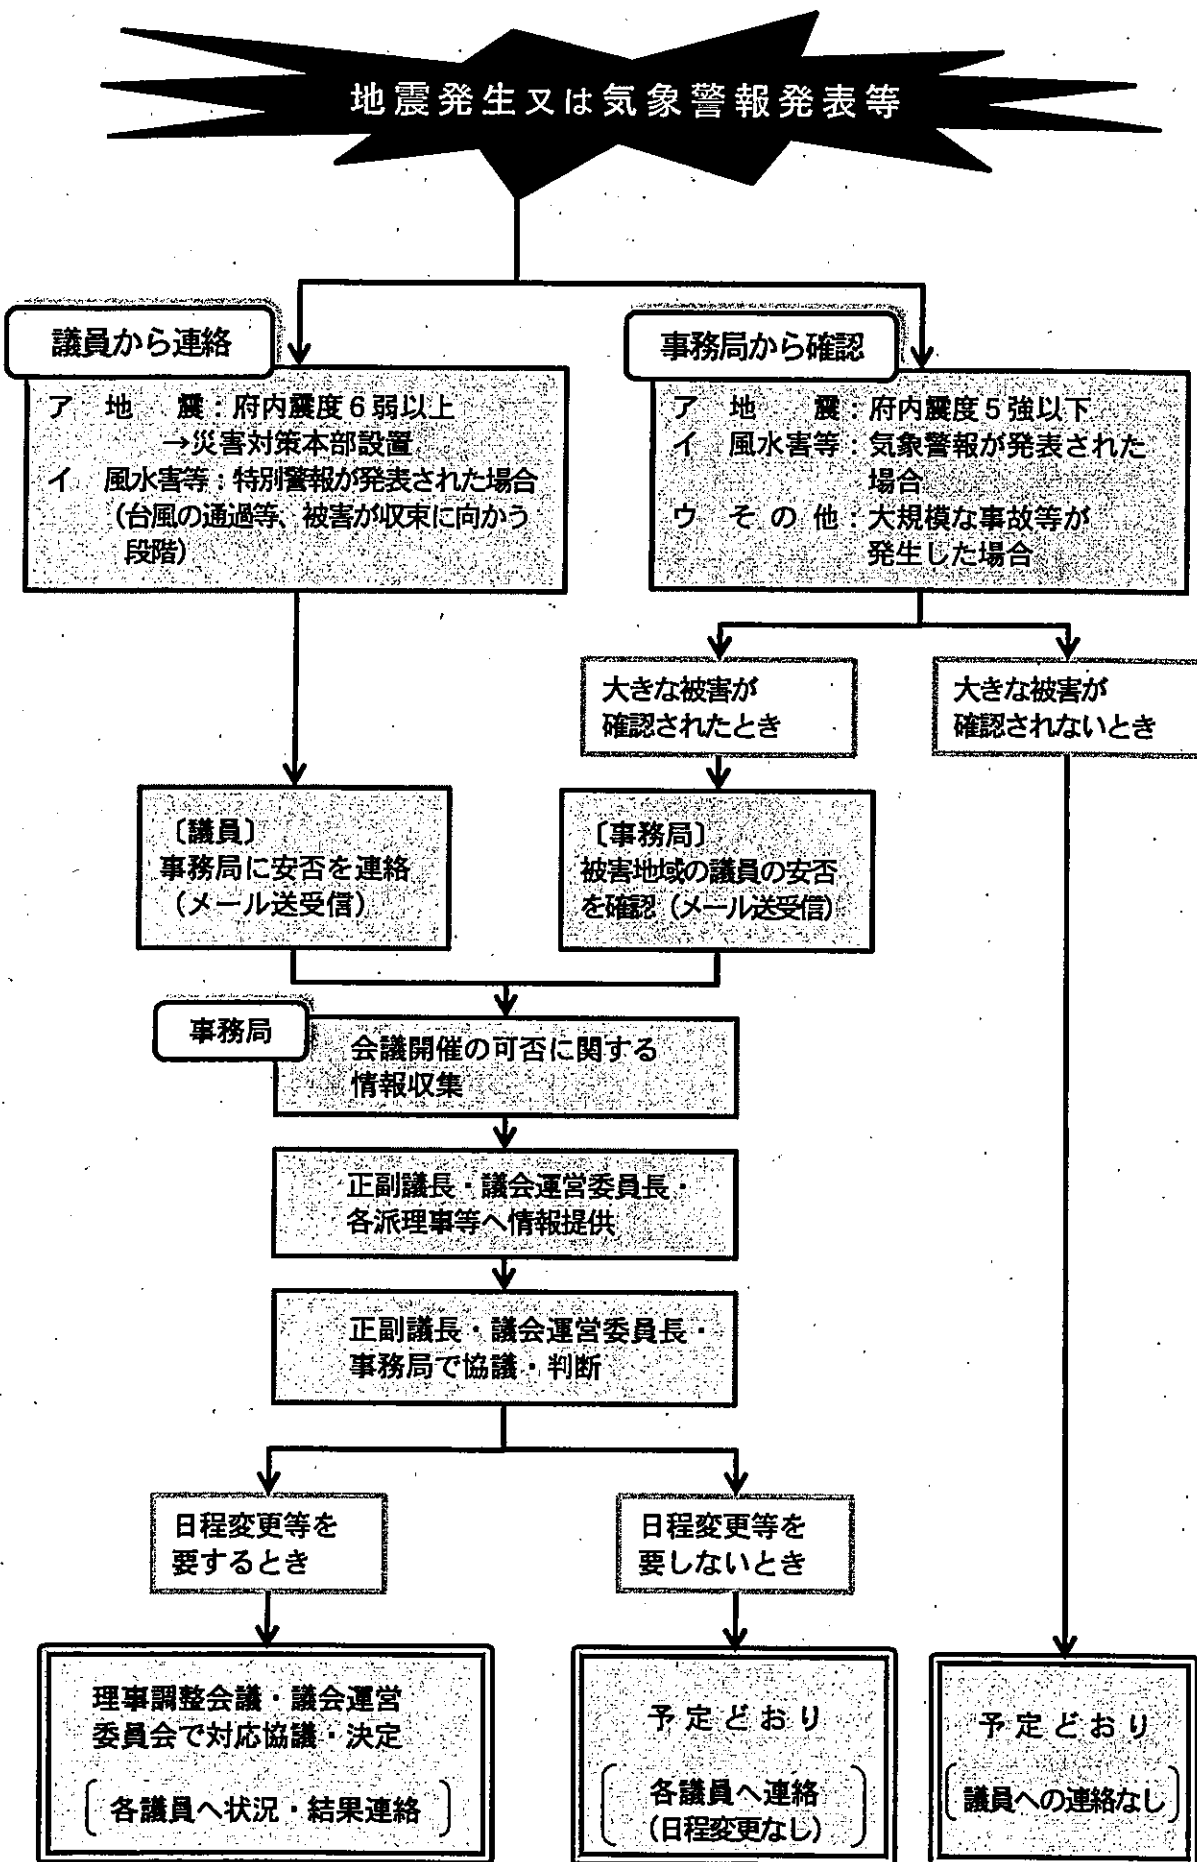 地震発生又は気象警報発表等
議員から連絡
ア 地 震：府内震度６弱以上
→災害対策本部設置
イ 風水害等：特別警報が発表された場合
（台風の通過等、被害が収束に向かう
段階）
事務局から確認
ア 地 震：府内震度５強以下
イ 風水害等：気象警報が発表された
場合
ウ その他：大規模な事故等が
発生した場合
大きな被害が
確認されたとき
大きな被害が
確認されないとき
〔議員〕
事務局に安否を連絡
（メール送受信）
〔事務局〕
被害地域の議員の安否
を確認（メール送受信）
事務局
会議開催の可否に関する
情報収集
正副議長・議会運営委員長・
各派理事等へ情報提供
正副議長・議会運営委員長・
事務局で協議・判断
日程変更等を
要するとき
日程変更等を
要しないとき
理事調整会議・議会運営
委員会で対応協議・決定
〔各議員へ状況・結果連絡〕
予定どおり
〔各議員へ連絡
（日程変更なし）〕
予定どおり
〔議員への連絡なし〕